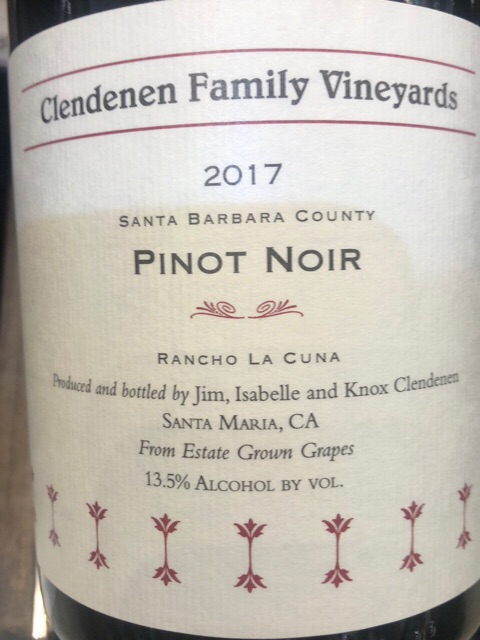 Clendenen Family Vineyards
2017
SANTA BARBARA COUNTY
PINOT NOIR
RANCHO LA CUNA
Produced and bottled by Jim, Isabelle and Knox Clendenen
SANTA MARIA, CA
From Estate Grown Grapes
13.5% ALCOHOL BY VOL.